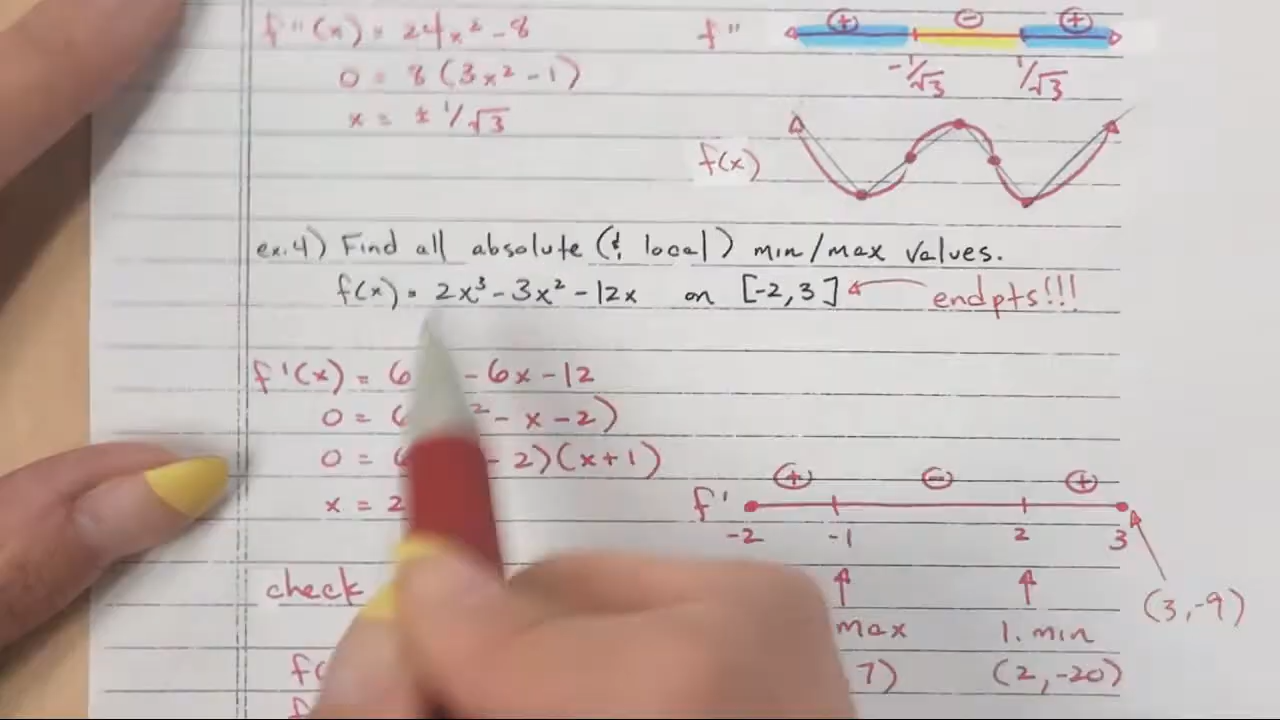 f''(x) = 24x² - 8
0 = 8(3x² - 1)
x = ± 1/√3
f''
+ - +
-1/√3 1/√3
f(x)
ex.4) Find all absolute (& local) min/max values.
f(x) = 2x³ - 3x² - 12x on [-2,3] endpts!!!
f'(x) = 6 - 6x - 12
0 = ² - x - 2)
0 = - 2)(x+1)
x = 2
f'
+ - +
-2 -1 2 3
check
(3,-9)
max l. min
7) (2,-20)